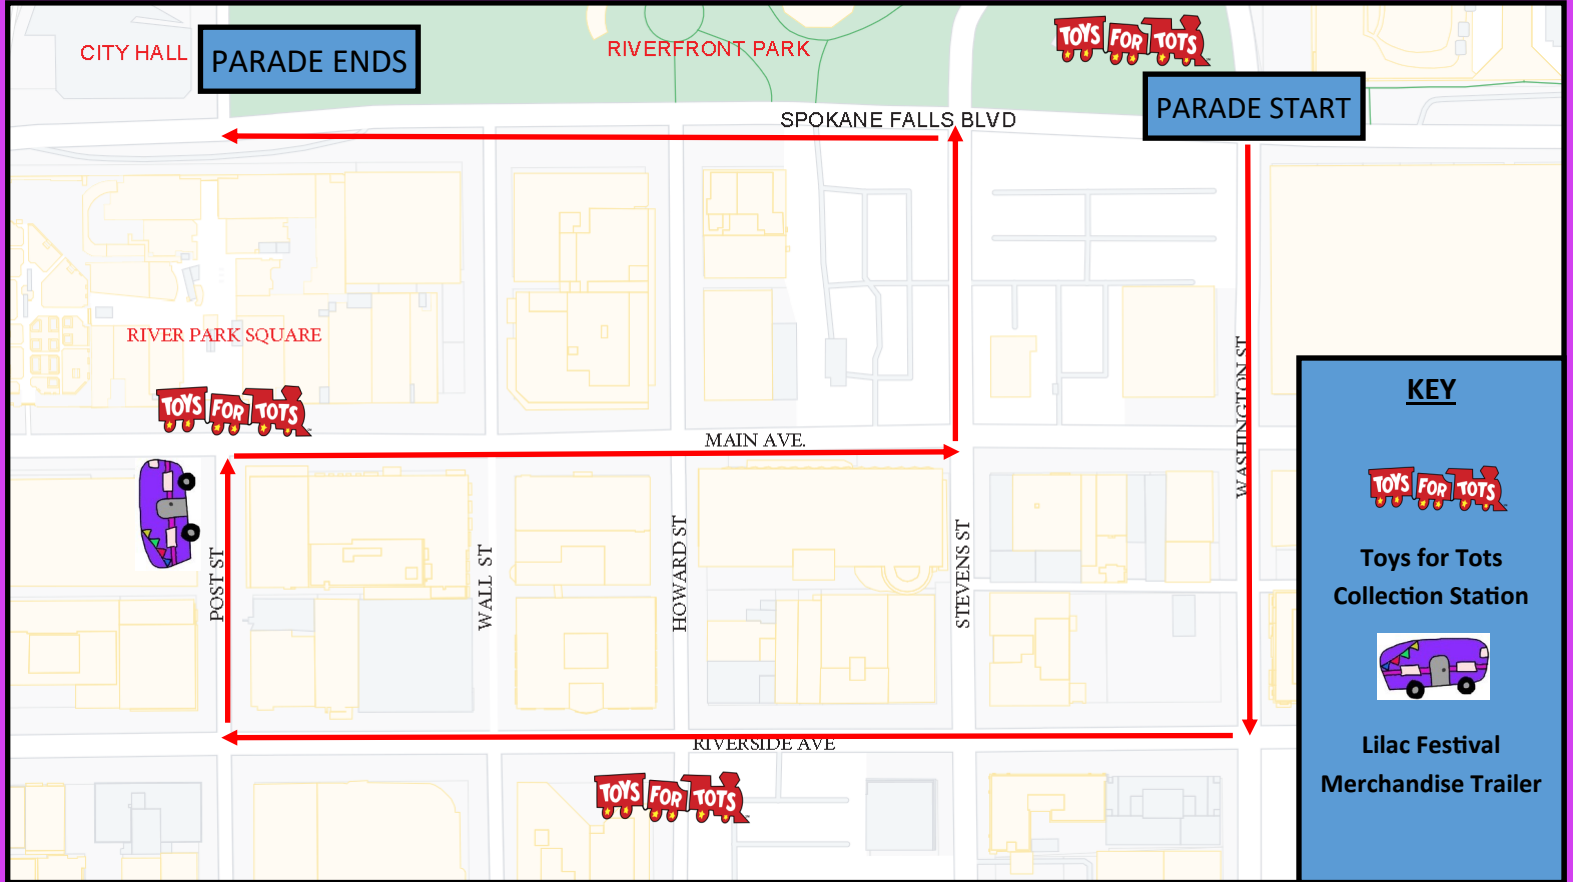 CITY HALL
PARADE ENDS
RIVERFRONT PARK
TOYS FOR TOTS
PARADE START
SPOKANE FALLS BLVD
RIVER PARK SQUARE
TOYS FOR TOTS
MAIN AVE.
WASHINGTON ST
POST ST
WALL ST
HOWARD ST
STEVENS ST
RIVERSIDE AVE
TOYS FOR TOTS
KEY
TOYS FOR TOTS
Toys for Tots
Collection Station
Lilac Festival
Merchandise Trailer